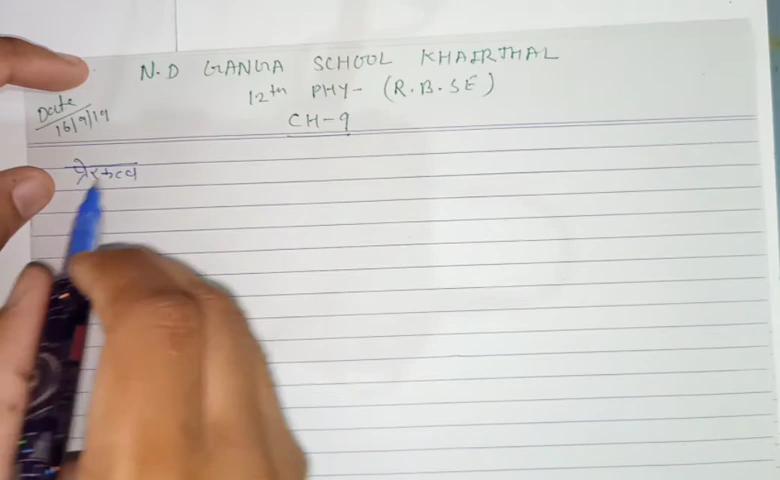 N.D GANGA SCHOOL KHAIRTHAL
12th PHY- (R.B.SE)
Date
16/9/19
CH-9
प्रेरकत्व